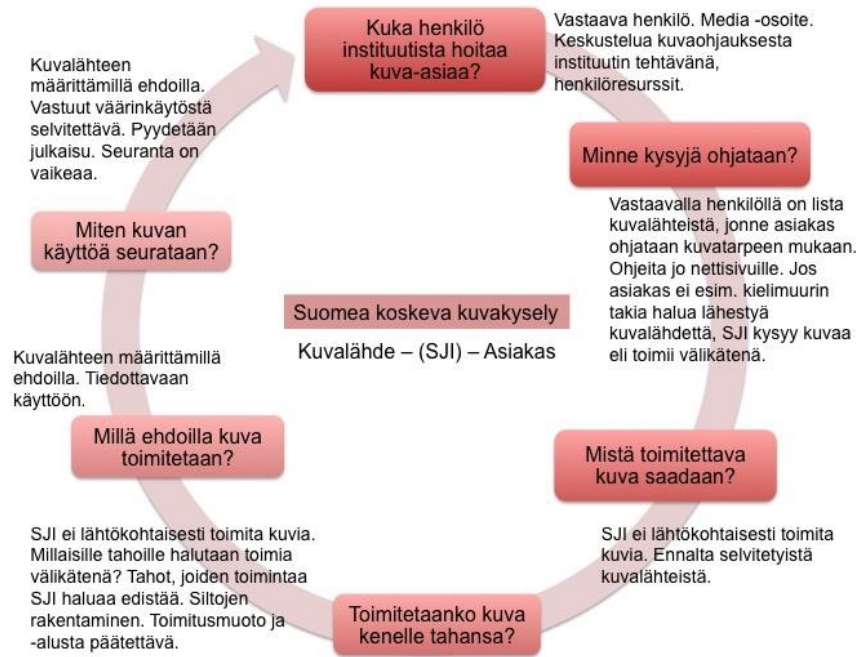 Kuka henkilö
instituutista hoitaa
kuva-asiaa?
Vastaava henkilö. Media -osoite.
Keskustelua kuvaohjauksesta
instituutin tehtävänä,
henkilöresurssit.
Minne kysyjä ohjataan?
Vastaavalla henkilöllä on lista
kuvalähteistä, jonne asiakas
ohjataan kuvatarpeen mukaan.
Ohjeita jo nettisivuille. Jos
asiakas ei esim. kielimuurin
takia halua lähestyä
kuvalähdettä, SJI kysyy kuvaa
eli toimii välikätenä.
Mistä toimitettava
kuva saadaan?
SJI ei lähtökohtaisesti toimita
kuvia. Ennalta selvitetyistä
kuvalähteistä.
Toimitetaanko kuva
kenelle tahansa?
SJI ei lähtökohtaisesti toimita kuvia.
Millaisille tahoille halutaan toimia
välikätenä? Tahot, joiden toimintaa
SJI haluaa edistää. Siltojen
rakentaminen. Toimitusmuoto ja
-alusta päätettävä.
Millä ehdoilla kuva
toimitetaan?
Kuvalähteen määrittämillä
ehdoilla. Tiedottavaan
käyttöön.
Miten kuvan
käyttöä seurataan?
Kuvalähteen
määrittämillä ehdoilla.
Vastuut väärinkäytöstä
selvitettävä. Pyydetään
julkaisu. Seuranta on
vaikeaa.
Suomea koskeva kuvakysely
Kuvalähde – (SJI) – Asiakas